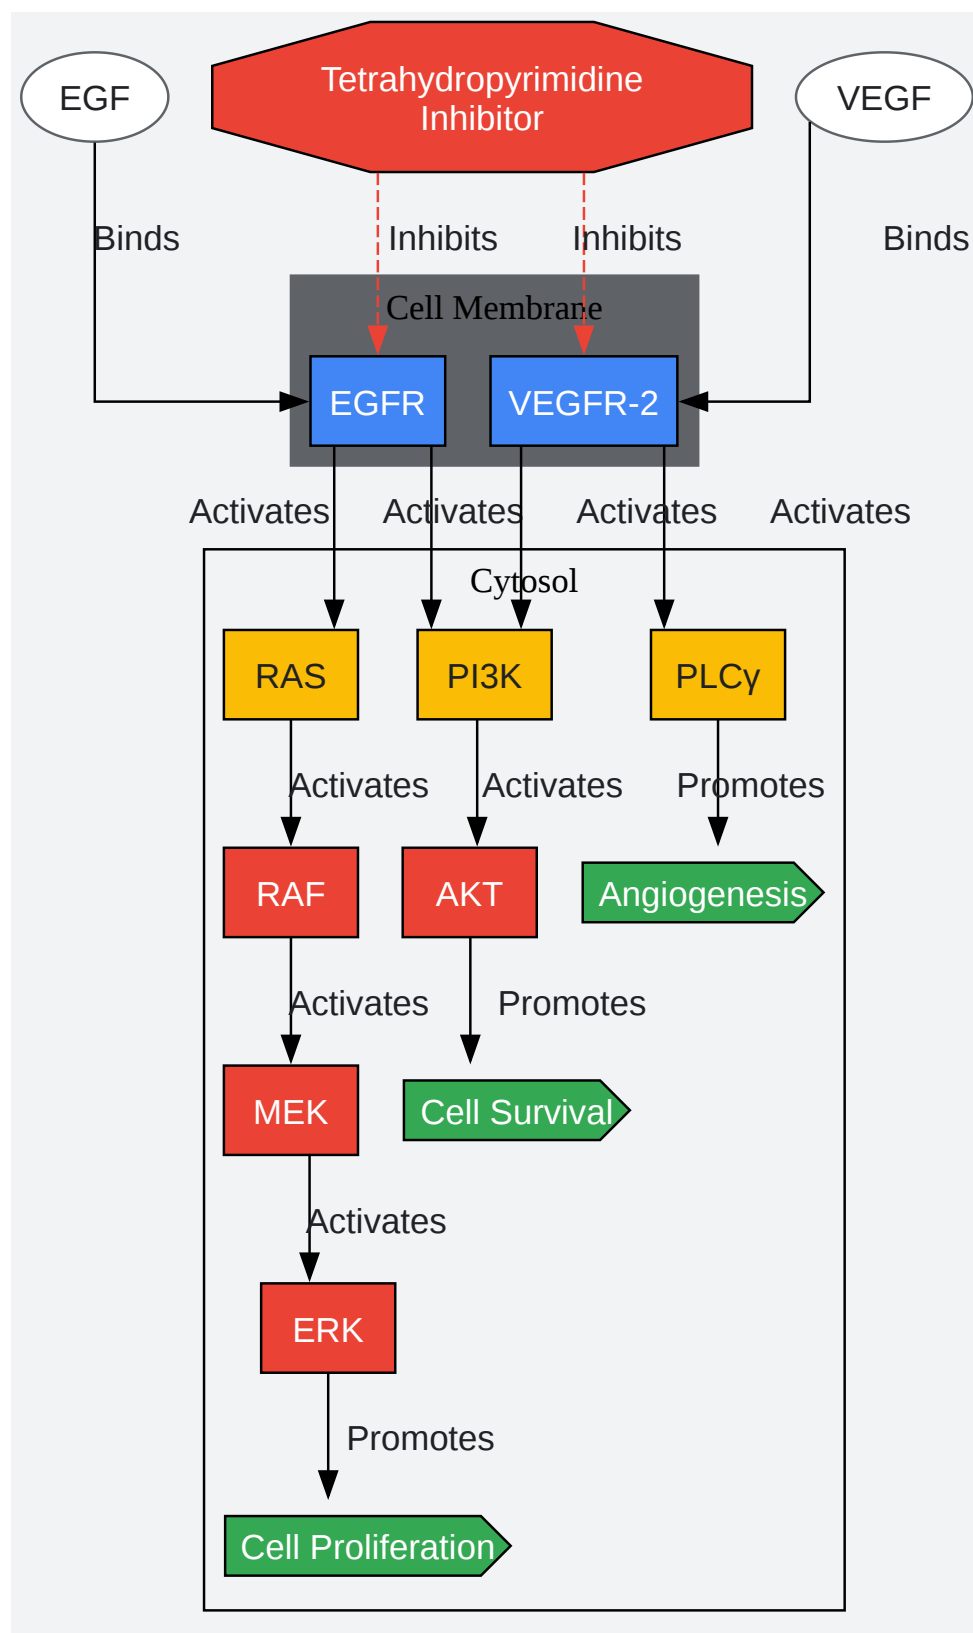 EGF
Tetrahydropyrimidine
Inhibitor
VEGF
Binds
Inhibits
Inhibits
Binds
Cell Membrane
EGFR
VEGFR-2
Activates
Activates
Activates
Activates
Cytosol
RAS
PI3K
PLCγ
Activates
Activates
Promotes
RAF
AKT
Angiogenesis
Activates
Promotes
MEK
Cell Survival
Activates
ERK
Promotes
Cell Proliferation